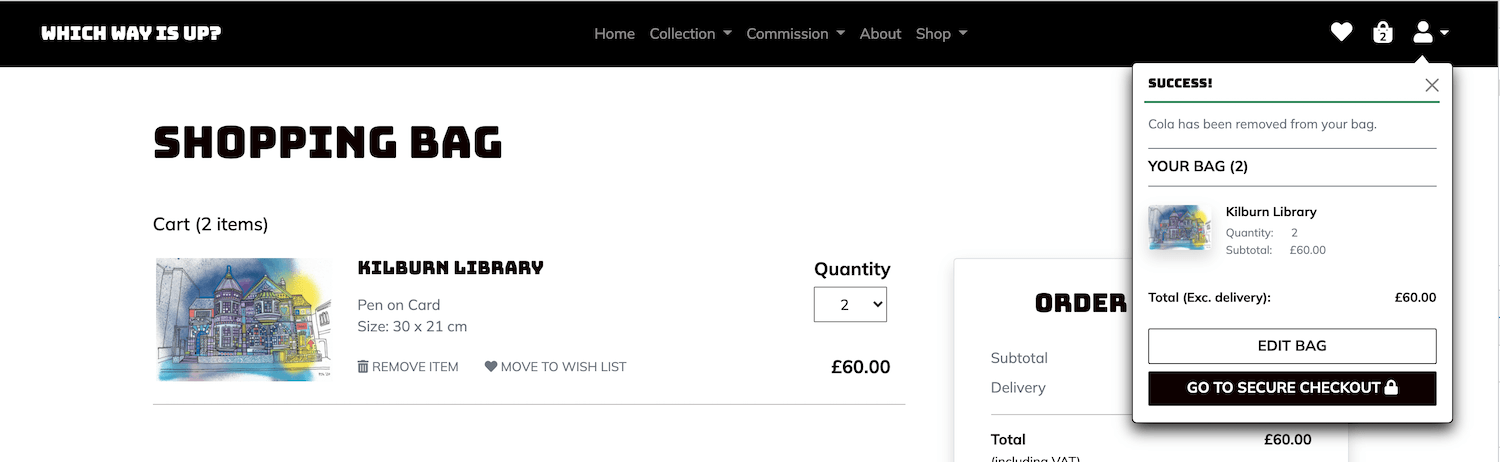 WHICH WAY IS UP?
Home Collection Commission About Shop
2
SUCCESS!
Cola has been removed from your bag.
YOUR BAG (2)
Kilburn Library
Quantity: 2
Subtotal: £60.00
Total (Exc. delivery): £60.00
EDIT BAG
GO TO SECURE CHECKOUT
SHOPPING BAG
Cart (2 items)
KILBURN LIBRARY
Pen on Card
Size: 30 x 21 cm
REMOVE ITEM MOVE TO WISH LIST
Quantity
2
£60.00
ORDER
Subtotal
Delivery
Total £60.00
(including VAT)